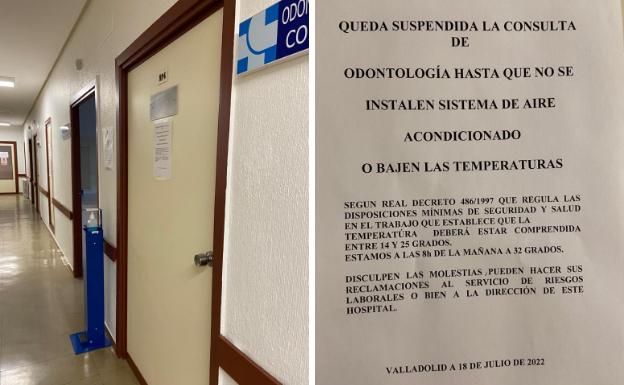 ODON
CO
QUEDA SUSPENDIDA LA CONSULTA
DE
ODONTOLOGÍA HASTA QUE NO SE
INSTALEN SISTEMA DE AIRE
ACONDICIONADO
O BAJEN LAS TEMPERATURAS
SEGUN REAL DECRETO 486/1997 QUE REGULA LAS
DISPOSICIONES MÍNIMAS DE SEGURIDAD Y SALUD
EN EL TRABAJO QUE ESTABLECE QUE LA
TEMPERATÚRA DEBERÁ ESTAR COMPRENDIDA
ENTRE 14 Y 25 GRADOS.
ESTAMOS A LAS 8h DE LA MAÑANA A 32 GRADOS.
DISCULPEN LAS MOLESTIAS ,PUEDEN HACER SUS
RECLAMACIONES AL SERVICIO DE RIESGOS
LABORALES O BIEN A LA DIRECCIÓN DE ESTE
HOSPITAL.
VALLADOLID A 18 DE JULIO DE 2022